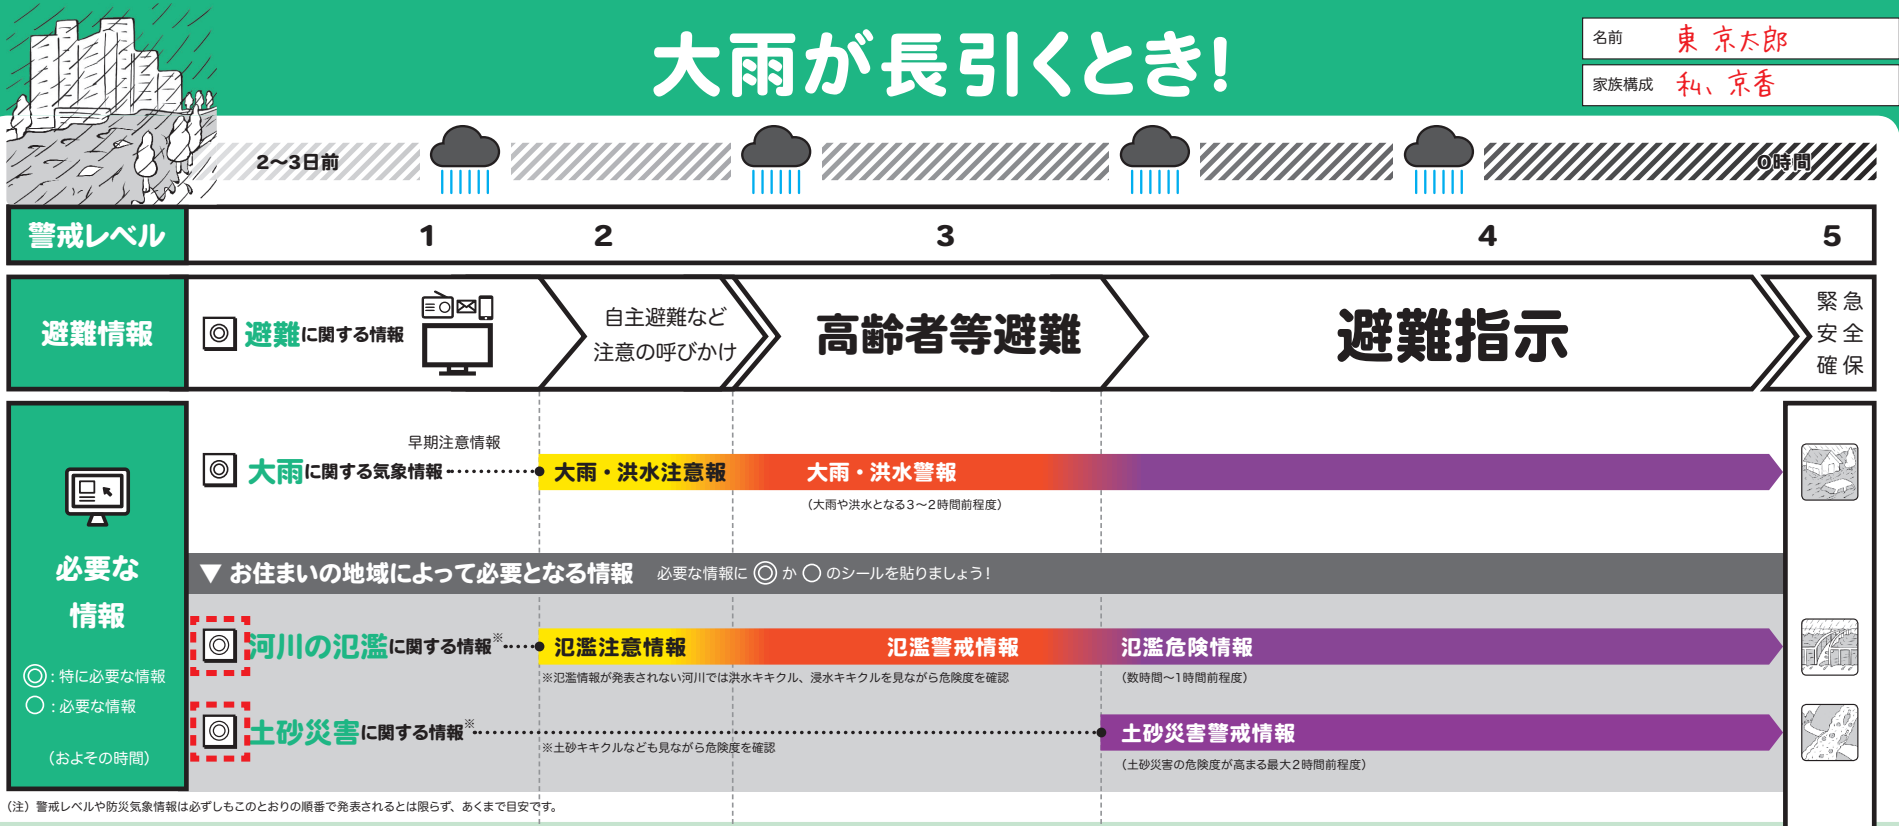 大雨が長引くとき!
名前 東 京太郎
家族構成 私、京香
2〜3日前
0時間
警戒レベル 1 2 3 4 5
避難情報
◎ 避難に関する情報
自主避難など
注意の呼びかけ
高齢者等避難
避難指示
緊急
安全
確保
必要な
情報
◎:特に必要な情報
○:必要な情報
(およその時間)
早期注意情報
◎ 大雨に関する気象情報 大雨・洪水注意報 大雨・洪水警報
(大雨や洪水となる3〜2時間前程度)
▼ お住まいの地域によって必要となる情報 必要な情報に ◎ か ○ のシールを貼りましょう!
◎ 河川の氾濫に関する情報※ 氾濫注意情報 氾濫警戒情報 氾濫危険情報
※氾濫情報が発表されない河川では洪水キキクル、浸水キキクルを見ながら危険度を確認 (数時間〜1時間前程度)
◎ 土砂災害に関する情報※ 土砂災害警戒情報
※土砂キキクルなども見ながら危険度を確認
(土砂災害の危険度が高まる最大2時間前程度)
(注)警戒レベルや防災気象情報は必ずしもこのとおりの順番で発表されるとは限らず、あくまで目安です。